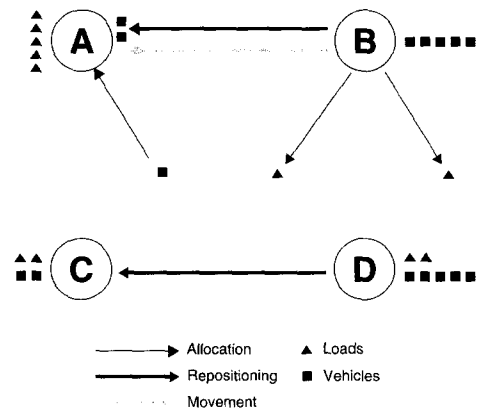 A
B
C
D
Allocation
Loads
Repositioning
Vehicles
Movement